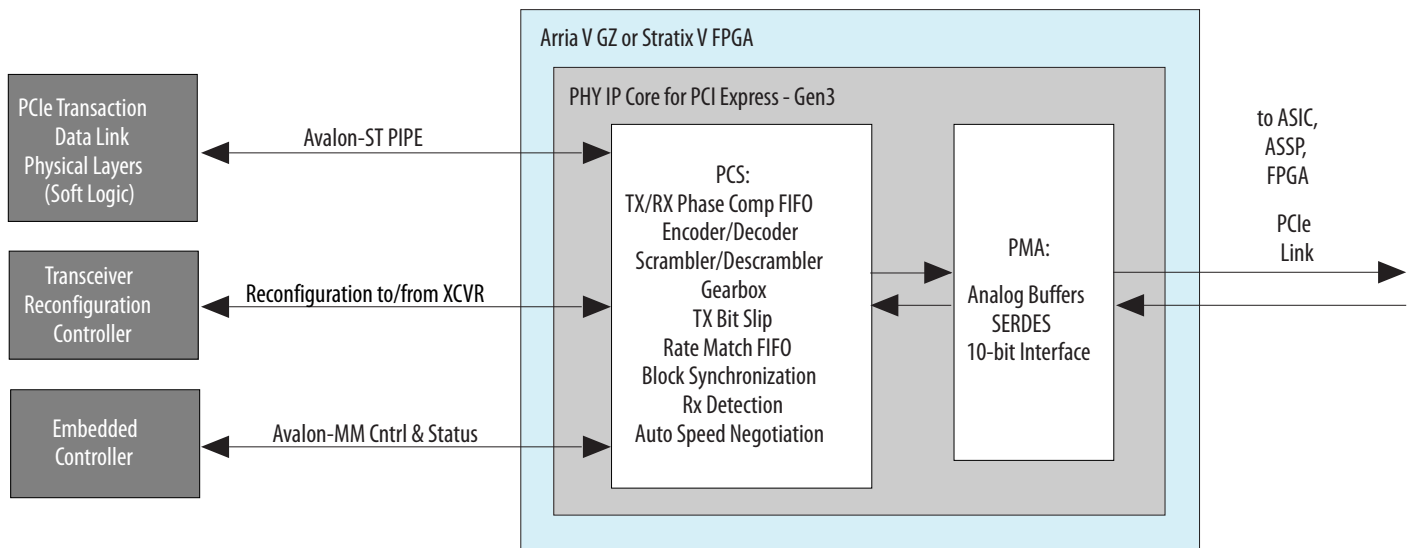 Arria V GZ or Stratix V FPGA
PHY IP Core for PCI Express - Gen3
PCIe Transaction
Data Link
Physical Layers
(Soft Logic)
Avalon-ST PIPE
Transceiver
Reconfiguration
Controller
Reconfiguration to/from XCVR
Embedded
Controller
Avalon-MM Cntrl & Status
PCS:
TX/RX Phase Comp FIFO
Encoder/Decoder
Scrambler/Descrambler
Gearbox
TX Bit Slip
Rate Match FIFO
Block Synchronization
Rx Detection
Auto Speed Negotiation
PMA:
Analog Buffers
SERDES
10-bit Interface
to ASIC,
ASSP,
FPGA
PCIe
Link